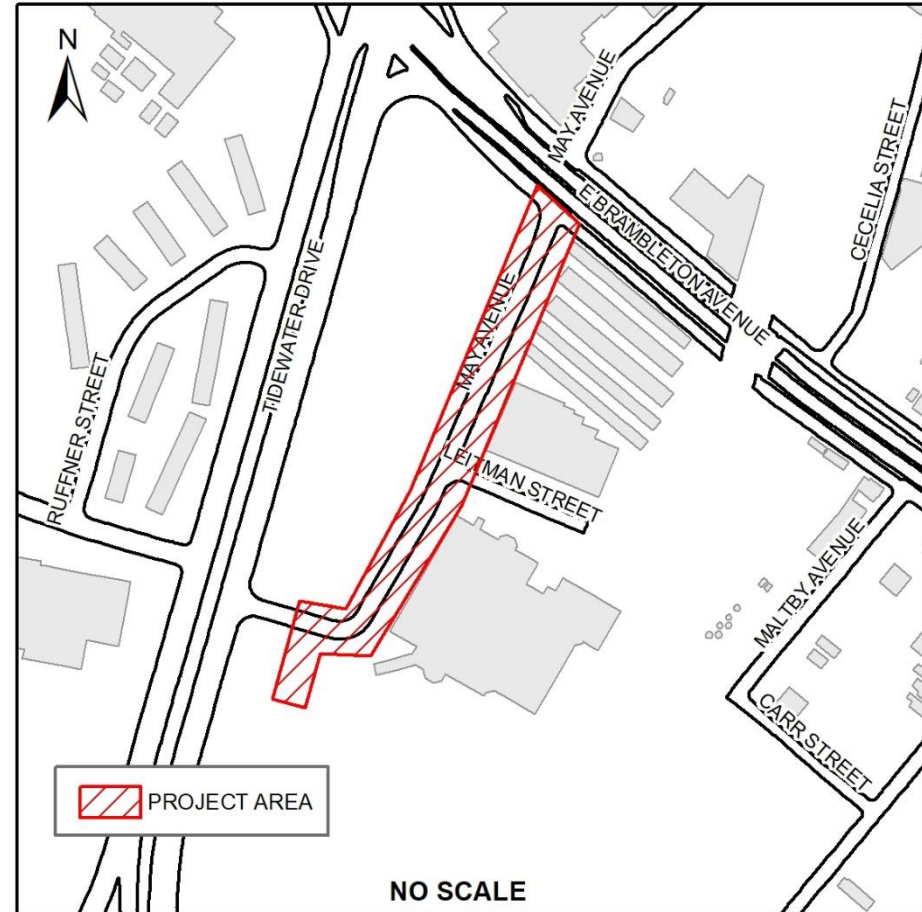 N
MAY AVENUE
CECELIA STREET
E BRAMBLETON AVENUE
TIDEWATER DRIVE
MAY AVENUE
RUFFNER STREET
LEITMAN STREET
MALTBY AVENUE
CARR STREET
PROJECT AREA
NO SCALE